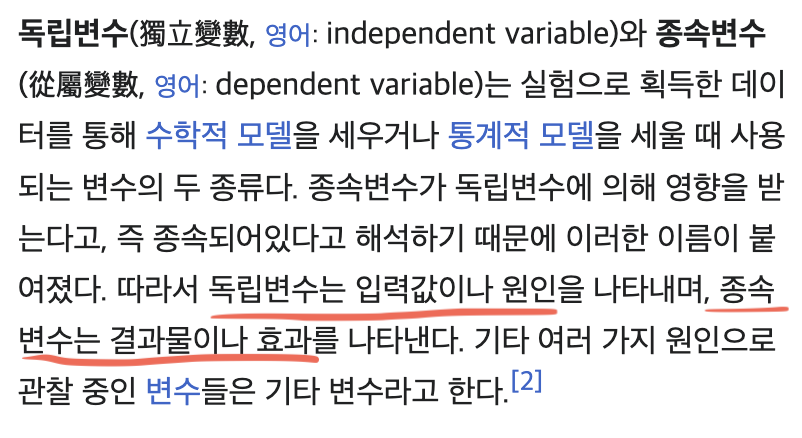 독립변수(獨立變數, 영어: independent variable)와 종속변수
(從屬變數, 영어: dependent variable)는 실험으로 획득한 데이
터를 통해 수학적 모델을 세우거나 통계적 모델을 세울 때 사용
되는 변수의 두 종류다. 종속변수가 독립변수에 의해 영향을 받
는다고, 즉 종속되어있다고 해석하기 때문에 이러한 이름이 붙
여졌다. 따라서 독립변수는 입력값이나 원인을 나타내며, 종속
변수는 결과물이나 효과를 나타낸다. 기타 여러 가지 원인으로
관찰 중인 변수들은 기타 변수라고 한다.[2]